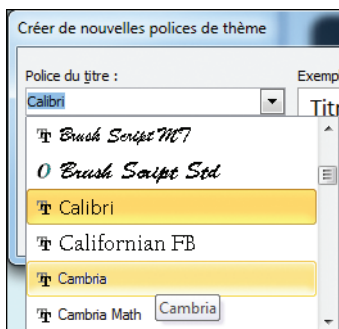 Créer de nouvelles polices de thème
Police du titre :
Exemp
Calibri
Titr
Brush Script MT
Brush Script Std
Calibri
Californian FB
Cambria
Cambria Math
Cambria